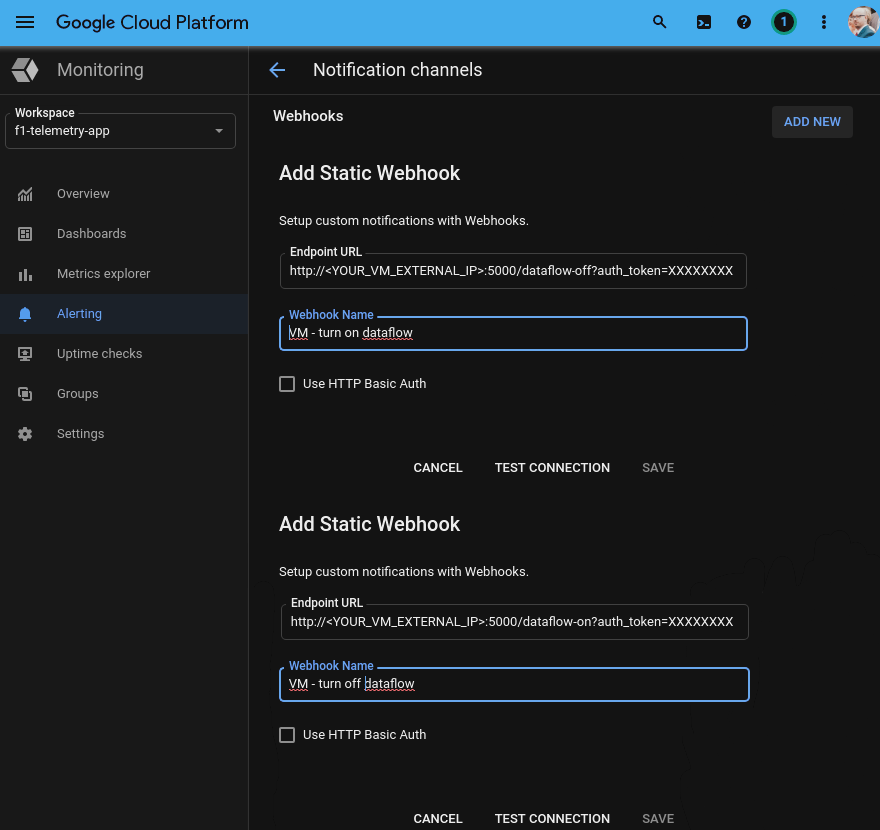 Google Cloud Platform
1
Monitoring
Notification channels
Workspace
f1-telemetry-app
Overview
Dashboards
Metrics explorer
Alerting
Uptime checks
Groups
Settings
Webhooks
ADD NEW
Add Static Webhook
Setup custom notifications with Webhooks.
Endpoint URL
http://<YOUR_VM_EXTERNAL_IP>:5000/dataflow-off?auth_token=XXXXXXXX
Webhook Name
VM - turn on dataflow
Use HTTP Basic Auth
CANCEL TEST CONNECTION SAVE
Add Static Webhook
Setup custom notifications with Webhooks.
Endpoint URL
http://<YOUR_VM_EXTERNAL_IP>:5000/dataflow-on?auth_token=XXXXXXXX
Webhook Name
VM - turn off dataflow
Use HTTP Basic Auth
CANCEL TEST CONNECTION SAVE